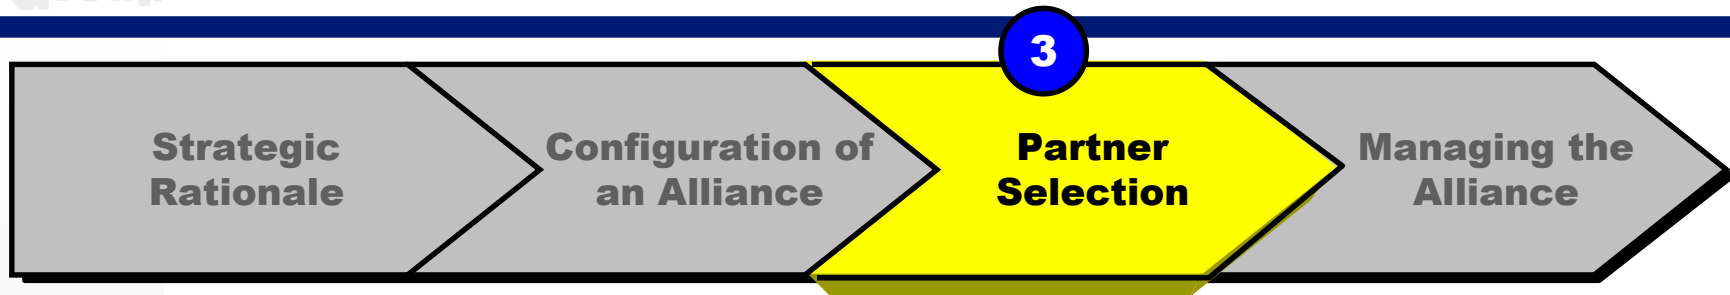 3
Strategic
Rationale
Configuration of
an Alliance
Partner
Selection
Managing the
Alliance